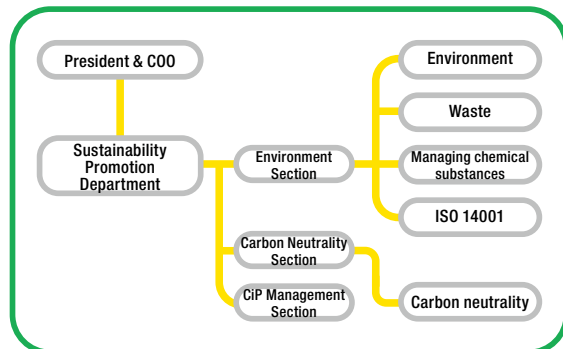 President & COO
Sustainability
Promotion
Department
Environment
Section
Carbon Neutrality
Section
CiP Management
Section
Environment
Waste
Managing chemical
substances
ISO 14001
Carbon neutrality